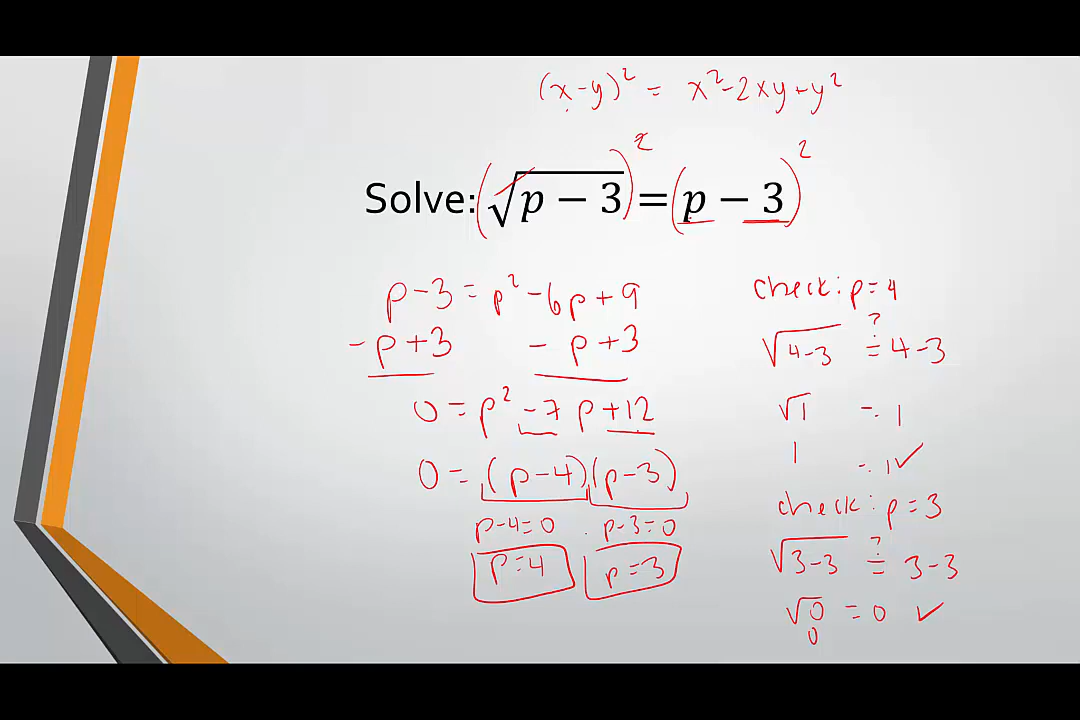 (x-y)² = x²-2xy+y²
Solve: (√p − 3)² = (p − 3)²
p-3 = p²-6p+9
-p+3 -p+3
0 = p²-7p+12
0 = (p-4)(p-3)
p-4=0 p-3=0
p=4 p=3
check: p=4
√4-3 ?= 4-3
√1 = 1
1 = 1✓
check: p=3
√3-3 ?= 3-3
√0 = 0 ✓
0